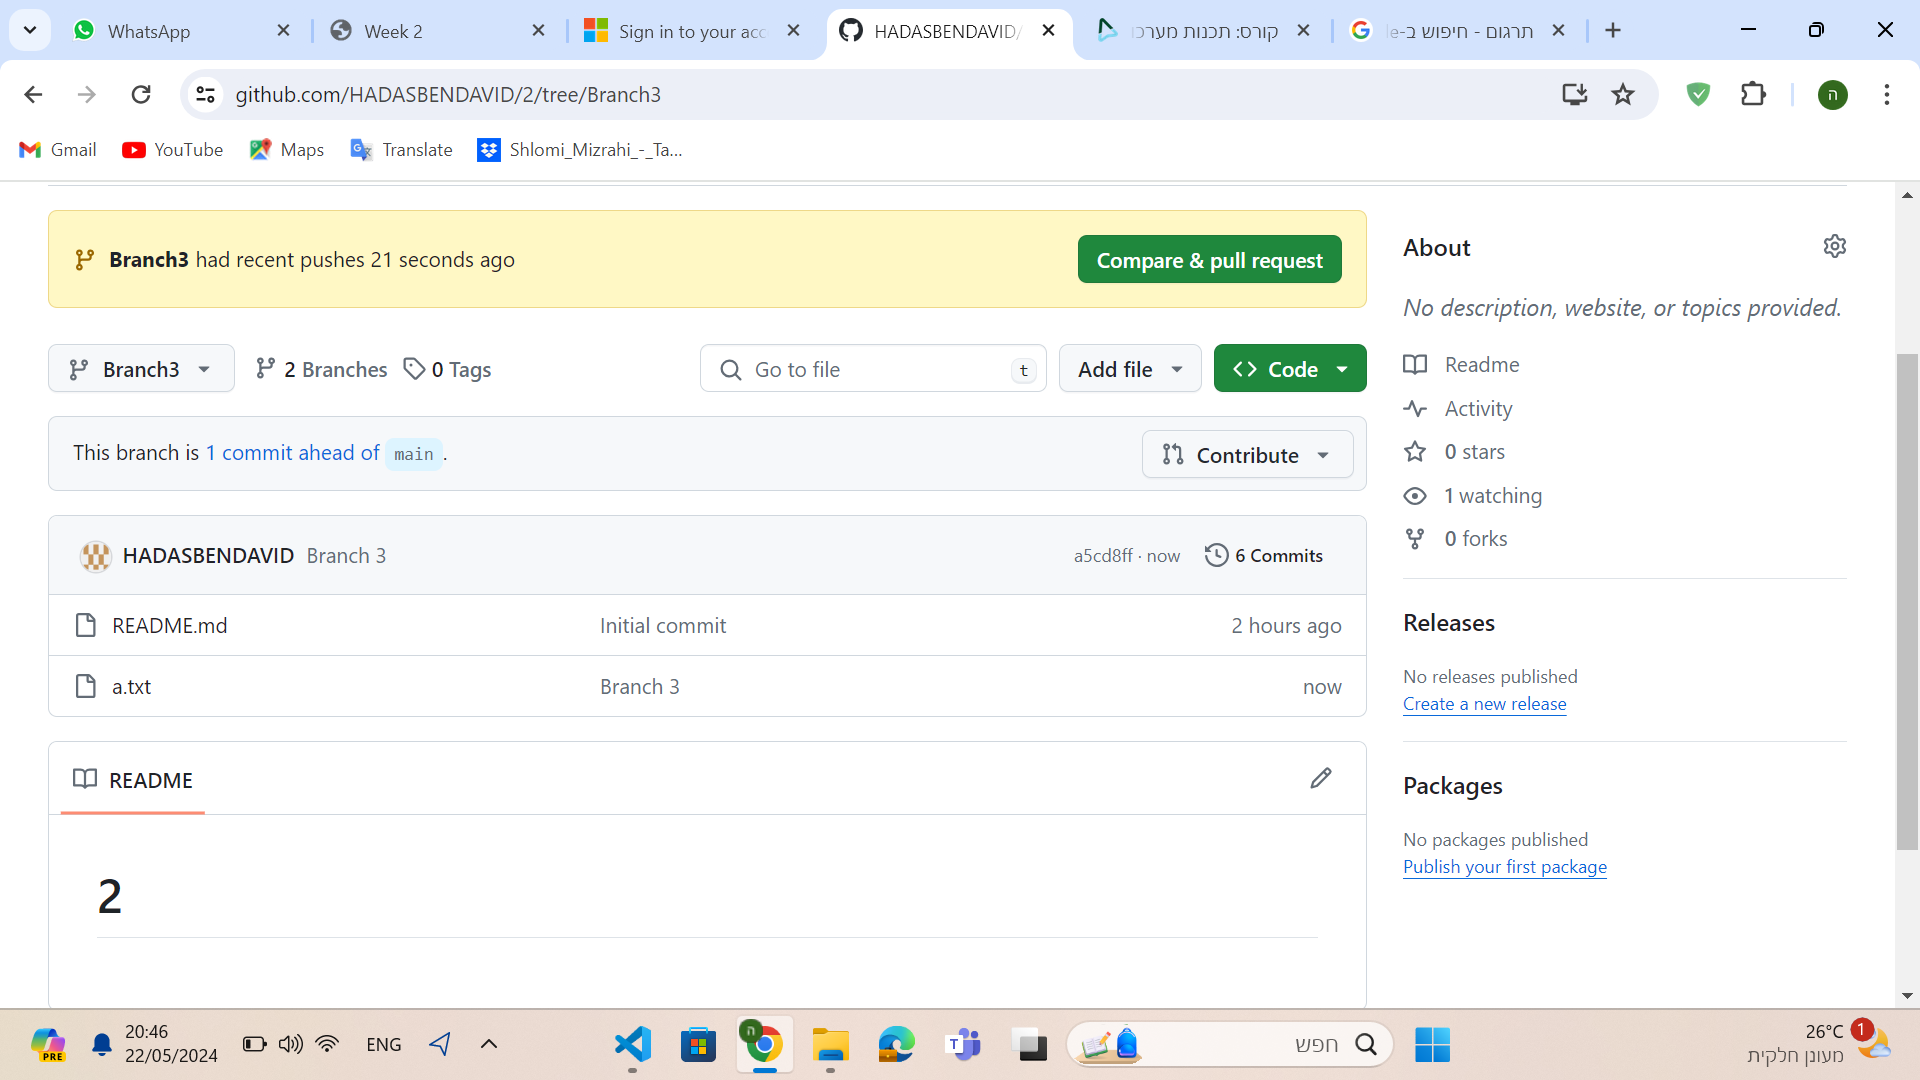 WhatsApp
Week 2
Sign in to your acc
HADASBENDAVID/
קורס: תכנות מערכו
תרגום - חיפוש ב-le
github.com/HADASBENDAVID/2/tree/Branch3
ה
Gmail
YouTube
Maps
Translate
Shlomi_Mizrahi_-_Ta...
Branch3 had recent pushes 21 seconds ago
Compare & pull request
Branch3
2 Branches
0 Tags
Go to file
t
Add file
Code
This branch is 1 commit ahead of main .
Contribute
HADASBENDAVID Branch 3
a5cd8ff · now
6 Commits
README.md
Initial commit
2 hours ago
a.txt
Branch 3
now
README
2
About
No description, website, or topics provided.
Readme
Activity
0 stars
1 watching
0 forks
Releases
No releases published
Create a new release
Packages
No packages published
Publish your first package
PRE
20:46
22/05/2024
ENG
ה
T
חפש
26°C
מעונן חלקית
1